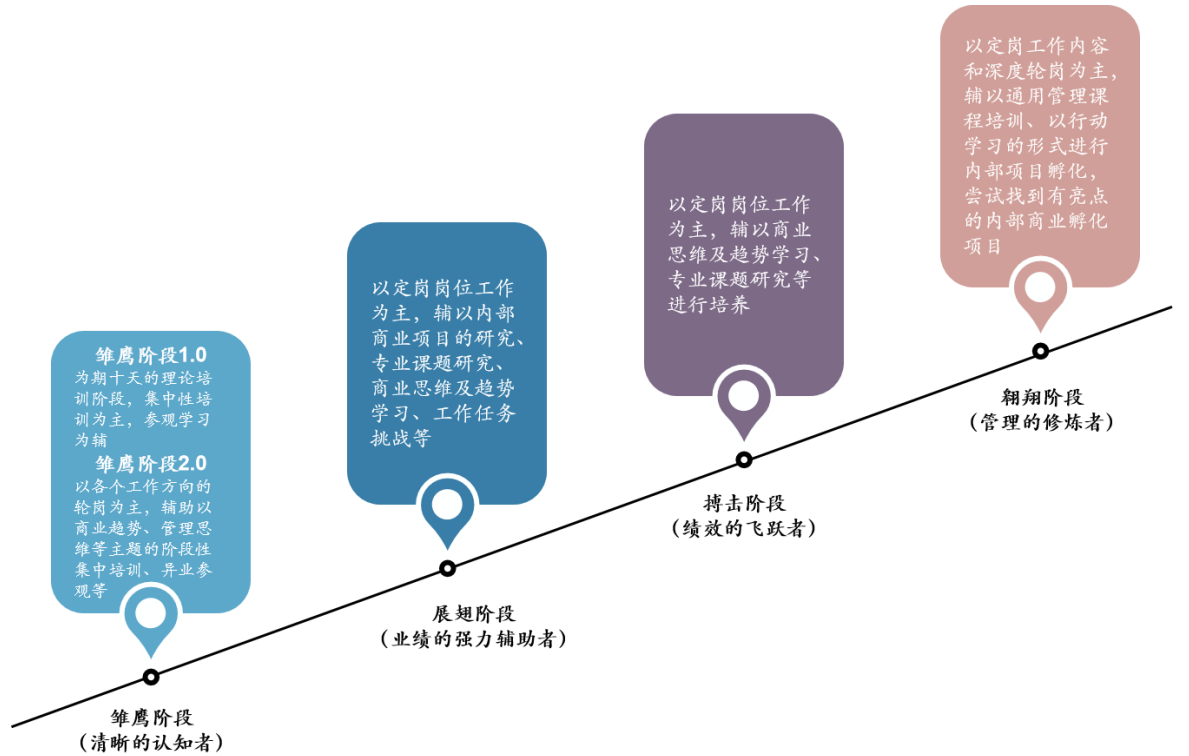 雏鹰阶段1.0
为期十天的理论培
训阶段，集中性培
训为主，参观学习
为辅
雏鹰阶段2.0
以各个工作方向的
轮岗为主，辅助以
商业趋势、管理思
维等主题的阶段性
集中培训、异业参
观等
雏鹰阶段
（清晰的认知者）
以定岗岗位工作
为主，辅以内部
商业项目的研究、
专业课题研究、
商业思维及趋势
学习、工作任务
挑战等
展翅阶段
（业绩的强力辅助者）
以定岗岗位工作
为主，辅以商业
思维及趋势学习、
专业课题研究等
进行培养
搏击阶段
（绩效的飞跃者）
以定岗工作内容
和深度轮岗为主，
辅以通用管理课
程培训、以行动
学习的形式进行
内部项目孵化，
尝试找到有亮点
的内部商业孵化
项目
翱翔阶段
（管理的修炼者）